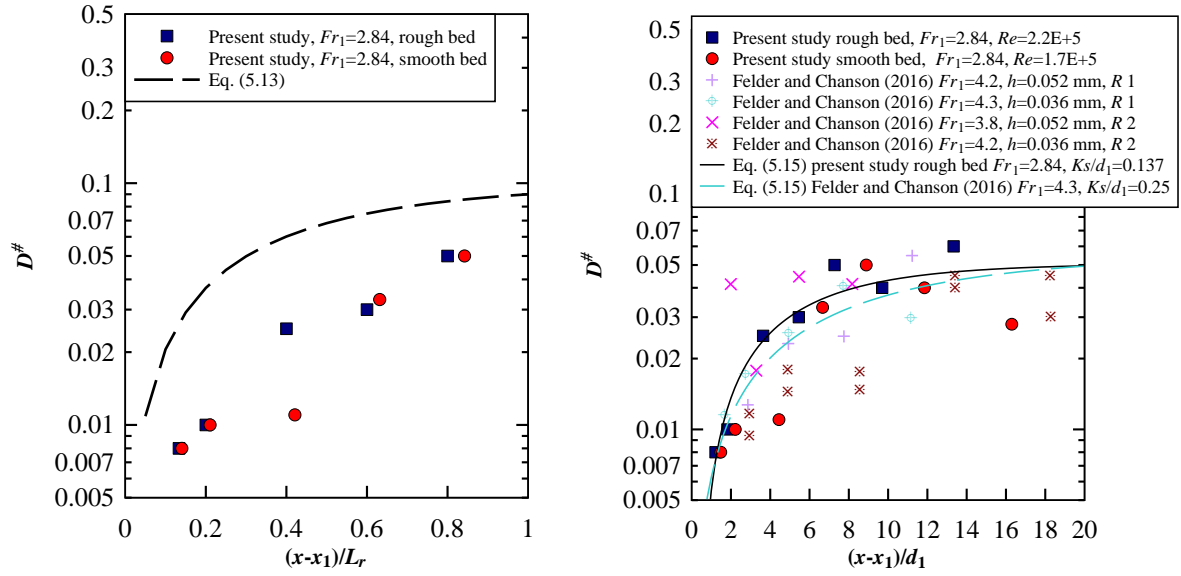 0.5
0.3
0.2
0.1
0.07
0.05
0.03
0.02
0.01
0.007
0.005
D#
Present study, Fr1=2.84, rough bed
Present study, Fr1=2.84, smooth bed
Eq. (5.13)
0 0.2 0.4 0.6 0.8 1
(x-x1)/Lr
0.5
0.3
0.2
0.1
0.07
0.05
0.03
0.02
0.01
0.007
0.005
D#
Present study rough bed, Fr1=2.84, Re=2.2E+5
Present study smooth bed, Fr1=2.84, Re=1.7E+5
Felder and Chanson (2016) Fr1=4.2, h=0.052 mm, R 1
Felder and Chanson (2016) Fr1=4.3, h=0.036 mm, R 1
Felder and Chanson (2016) Fr1=3.8, h=0.052 mm, R 2
Felder and Chanson (2016) Fr1=4.2, h=0.036 mm, R 2
Eq. (5.15) present study rough bed Fr1=2.84, Ks/d1=0.137
Eq. (5.15) Felder and Chanson (2016) Fr1=4.3, Ks/d1=0.25
0 2 4 6 8 10 12 14 16 18 20
(x-x1)/d1